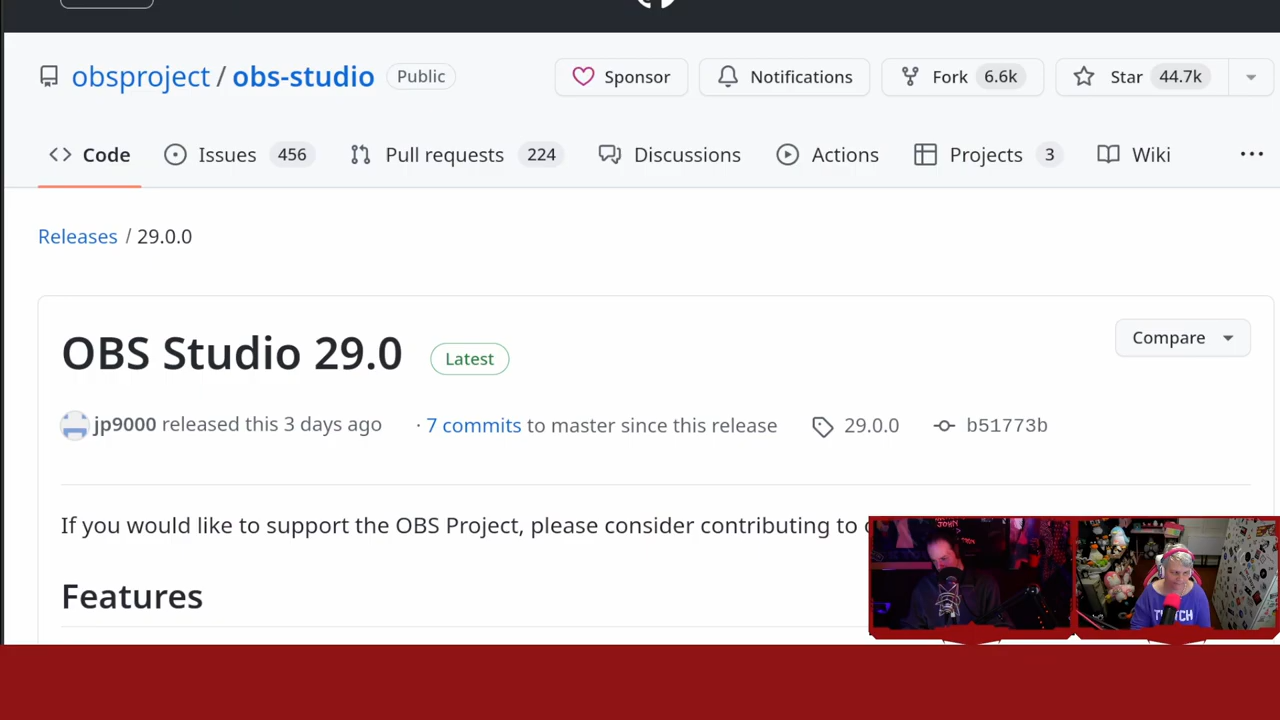 obsproject / obs-studio Public Sponsor Notifications Fork 6.6k Star 44.7k
Code Issues 456 Pull requests 224 Discussions Actions Projects 3 Wiki ...
Releases / 29.0.0
OBS Studio 29.0 Latest Compare
jp9000 released this 3 days ago · 7 commits to master since this release 29.0.0 b51773b
If you would like to support the OBS Project, please consider contributing to
Features
JOHN
TWITCH